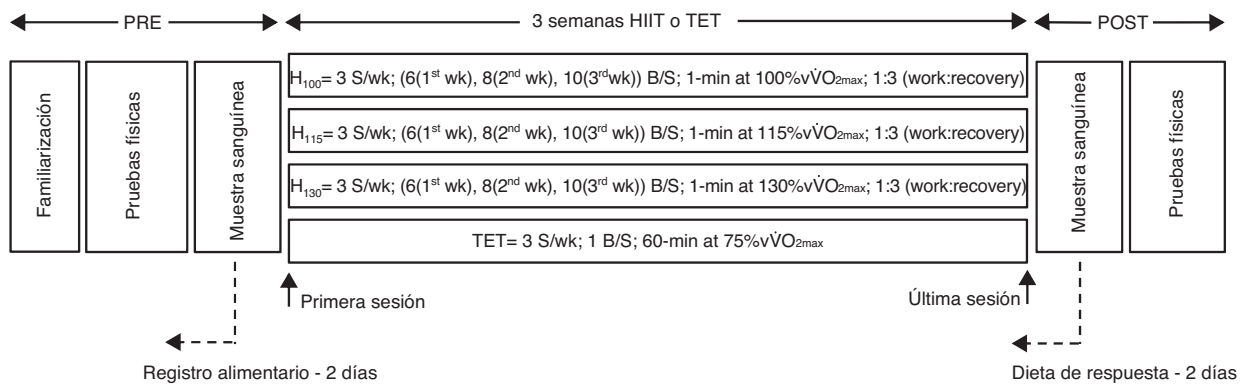 PRE
3 semanas HIIT o TET
POST
Familiarización
Pruebas físicas
Muestra sanguínea
H100= 3 S/wk; (6(1st wk), 8(2nd wk), 10(3rdwk)) B/S; 1-min at 100%vV̇O2max; 1:3 (work:recovery)
H115= 3 S/wk; (6(1st wk), 8(2nd wk), 10(3rd wk)) B/S; 1-min at 115%vV̇O2max; 1:3 (work:recovery)
H130= 3 S/wk; (6(1st wk), 8(2nd wk), 10(3rd wk)) B/S; 1-min at 130%vV̇O2max; 1:3 (work:recovery)
TET= 3 S/wk; 1 B/S; 60-min at 75%vV̇O2max
Muestra sanguínea
Pruebas físicas
Primera sesión
Última sesión
Registro alimentario - 2 días
Dieta de respuesta - 2 días